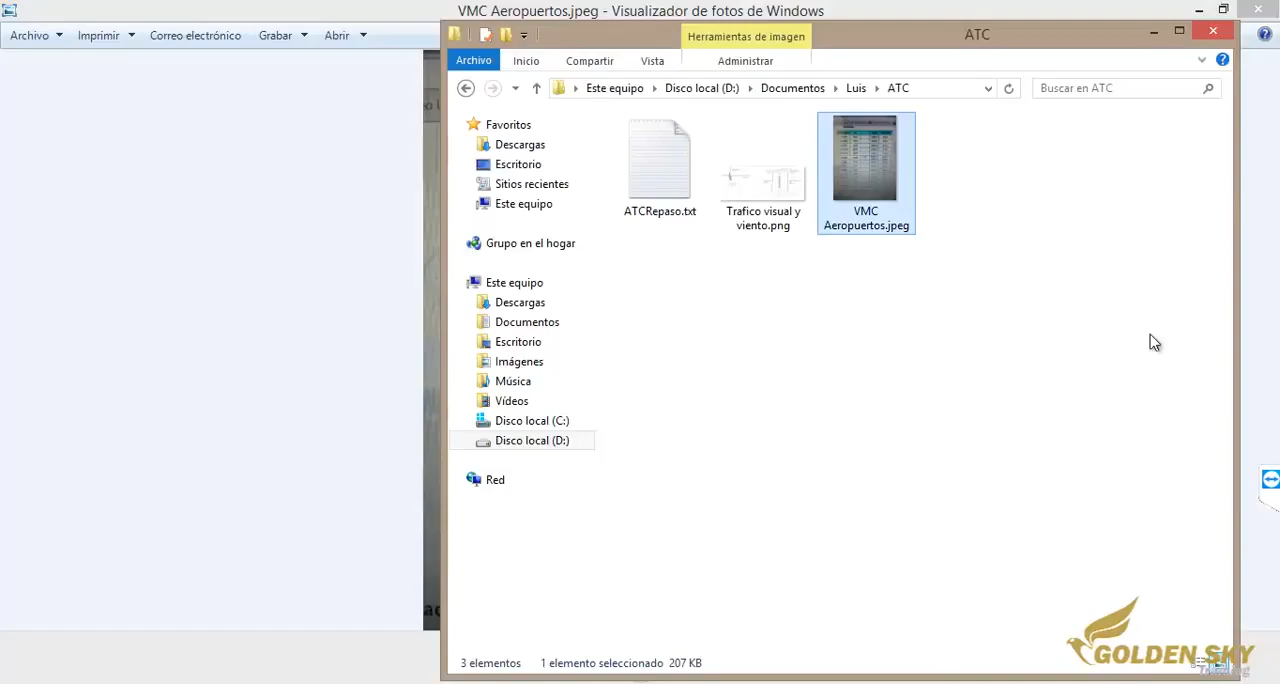 VMC Aeropuertos.jpeg - Visualizador de fotos de Windows
Archivo Imprimir Correo electrónico Grabar Abrir
Herramientas de imagen
ATC
Archivo Inicio Compartir Vista Administrar
Este equipo Disco local (D:) Documentos Luis ATC
Buscar en ATC
Favoritos
Descargas
Escritorio
Sitios recientes
Este equipo
Grupo en el hogar
Este equipo
Descargas
Documentos
Escritorio
Imágenes
Música
Vídeos
Disco local (C:)
Disco local (D:)
Red
ATCRepaso.txt
Trafico visual y
viento.png
VMC
Aeropuertos.jpeg
3 elementos 1 elemento seleccionado 207 KB
GOLDEN SKY